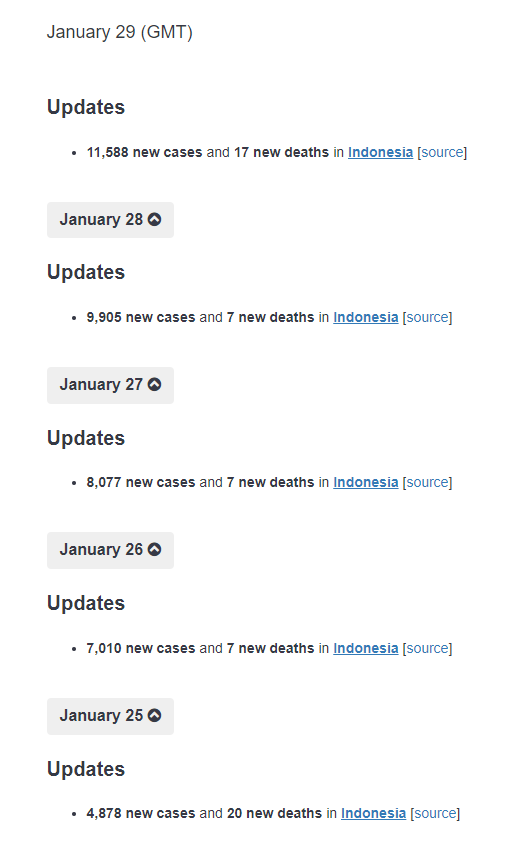 January 29 (GMT)
Updates
• 11,588 new cases and 17 new deaths in Indonesia [source]
January 28
Updates
• 9,905 new cases and 7 new deaths in Indonesia [source]
January 27
Updates
• 8,077 new cases and 7 new deaths in Indonesia [source]
January 26
Updates
• 7,010 new cases and 7 new deaths in Indonesia [source]
January 25
Updates
• 4,878 new cases and 20 new deaths in Indonesia [source]